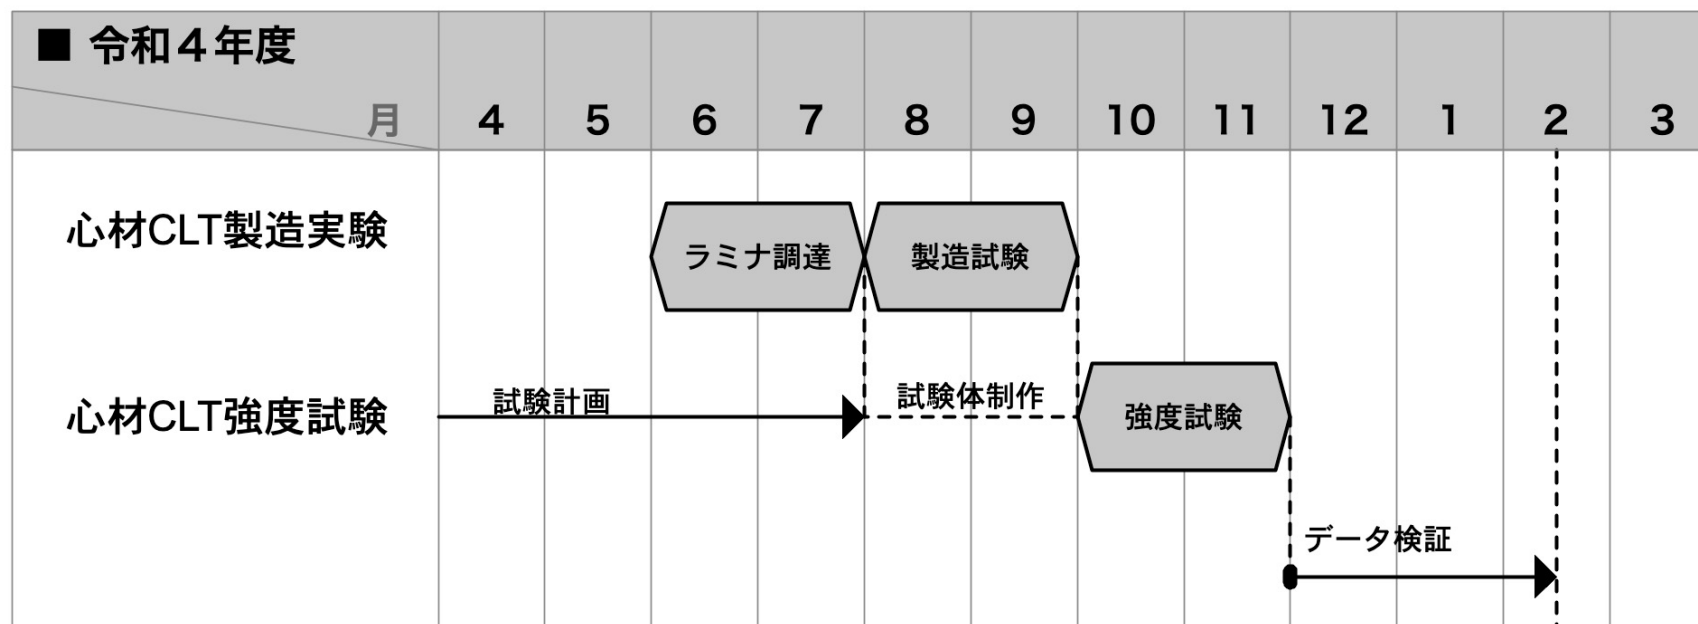 ■ 令和４年度
月 4 5 6 7 8 9 10 11 12 1 2 3
心材CLT製造実験
ラミナ調達 製造試験
心材CLT強度試験
試験計画 試験体制作
強度試験
データ検証